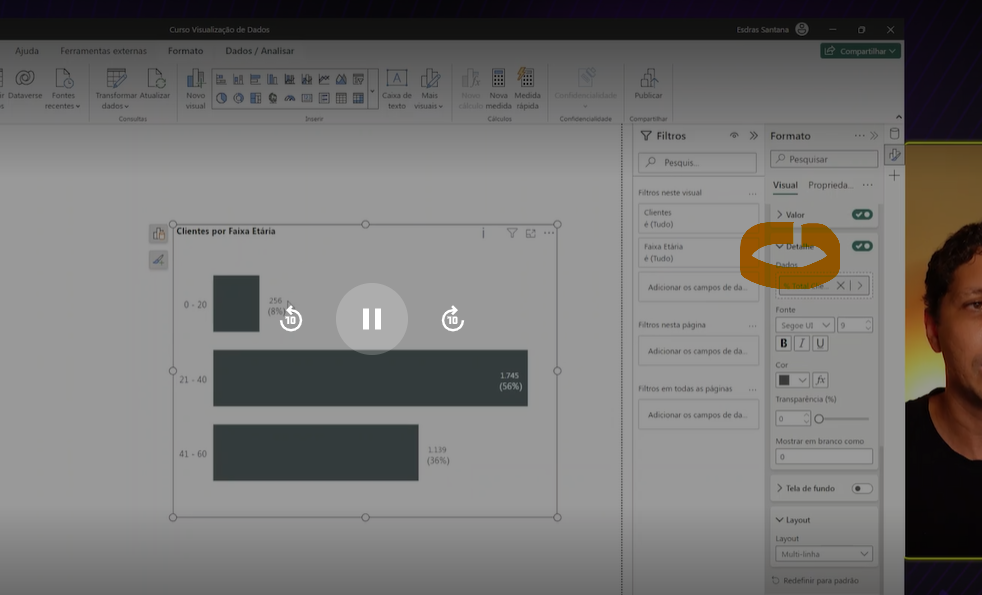 Curso Visualização de Dados
Esdras Santana
Ajuda
Ferramentas externas
Formato
Dados / Analisar
Compartilhar
Dataverse
Fontes
recentes
Transformar
dados
Atualizar
Novo
visual
Caixa de
texto
Mais
visuais
Novo
cálculo
Nova
medida
Medida
rápida
Confidencialidade
Publicar
Consultas
Inserir
Cálculos
Confidencialidade
Compartilhar
Filtros
Pesquis...
Filtros neste visual
Clientes
é (Tudo)
Faixa Etária
é (Tudo)
Adicionar os campos de da...
Filtros nesta página
Adicionar os campos de da...
Filtros em todas as páginas
Adicionar os campos de da...
Formato
Pesquisar
Visual
Proprieda...
Valor
Detalhe
Dados
Fonte
Segoe UI
9
B I U
Cor
fx
Transparência (%)
0
Mostrar em branco como
0
Tela de fundo
Layout
Layout
Multi-linha
Redefinir para padrão
Clientes por Faixa Etária
0 - 20
256
(8%)
21 - 40
1.745
(56%)
41 - 60
1.139
(36%)
10
10